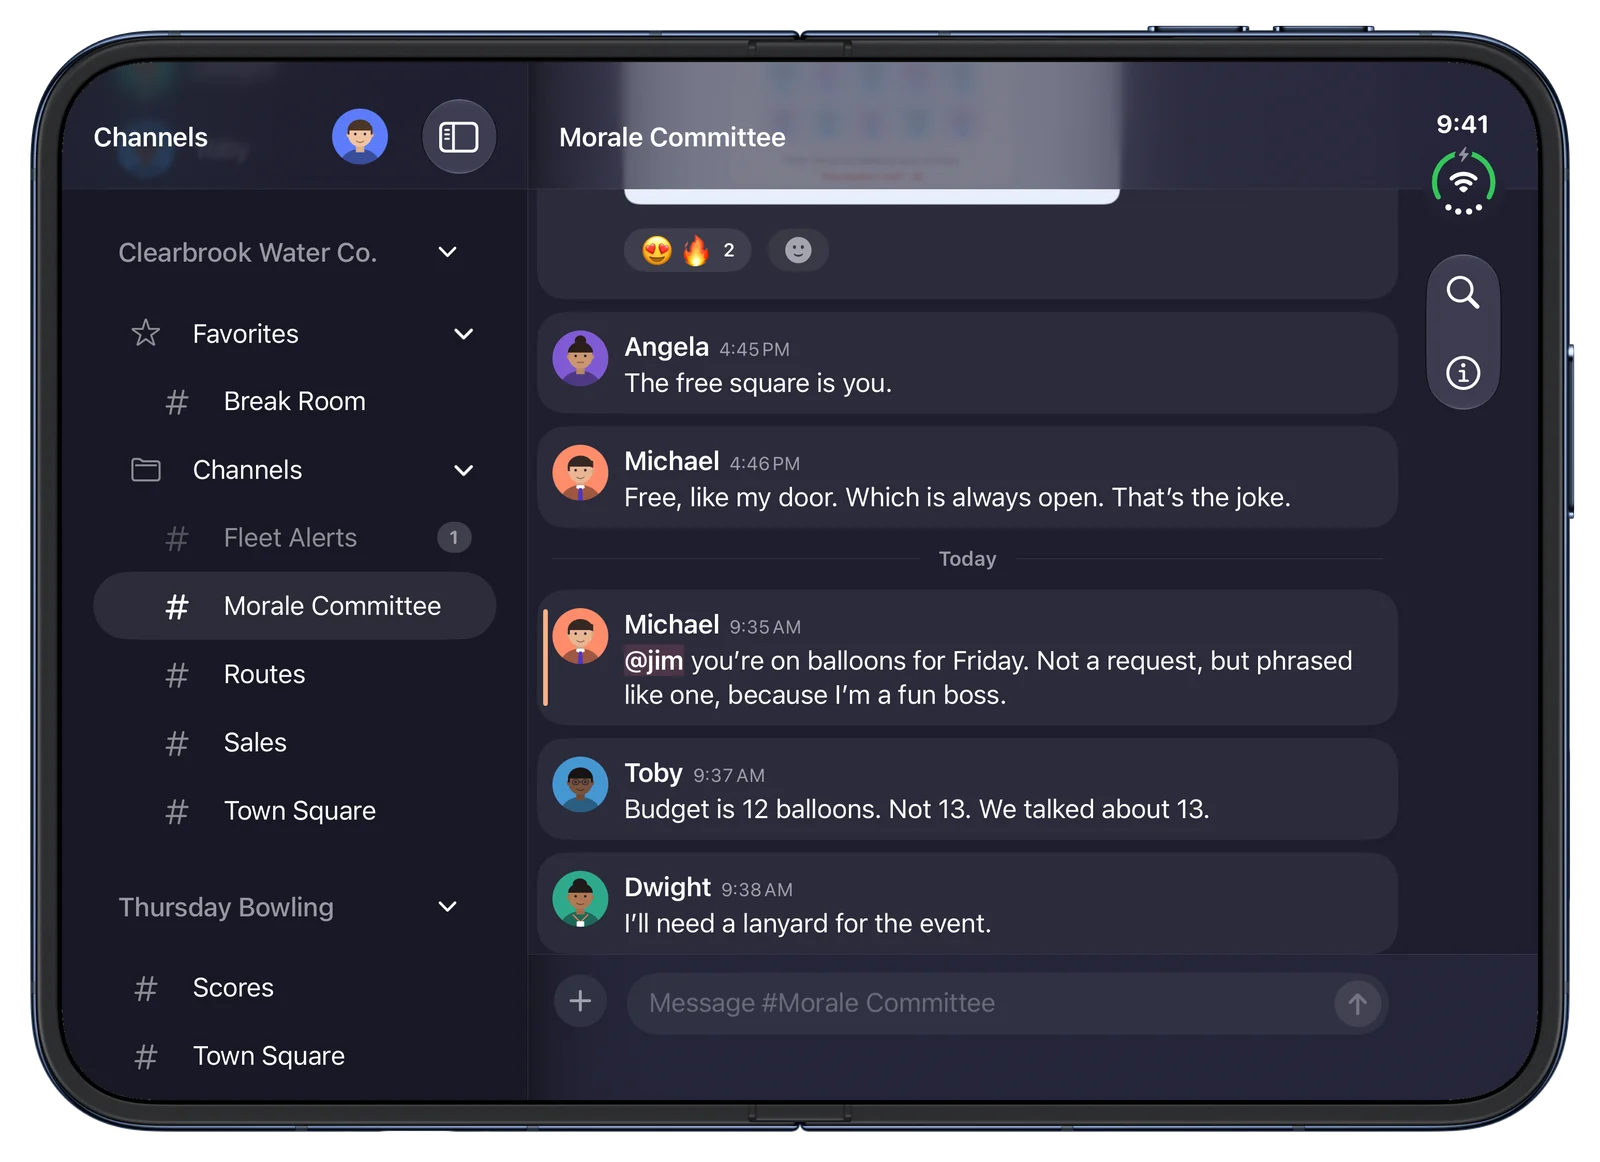 Channels
Clearbrook Water Co.
Favorites
# Break Room
Channels
# Fleet Alerts 1
# Morale Committee
# Routes
# Sales
# Town Square
Thursday Bowling
# Scores
# Town Square
Morale Committee
😍 🔥 2
Angela 4:45 PM
The free square is you.
Michael 4:46 PM
Free, like my door. Which is always open. That’s the joke.
Today
Michael 9:35 AM
@jim you’re on balloons for Friday. Not a request, but phrased
like one, because I’m a fun boss.
Toby 9:37 AM
Budget is 12 balloons. Not 13. We talked about 13.
Dwight 9:38 AM
I’ll need a lanyard for the event.
Message #Morale Committee
9:41